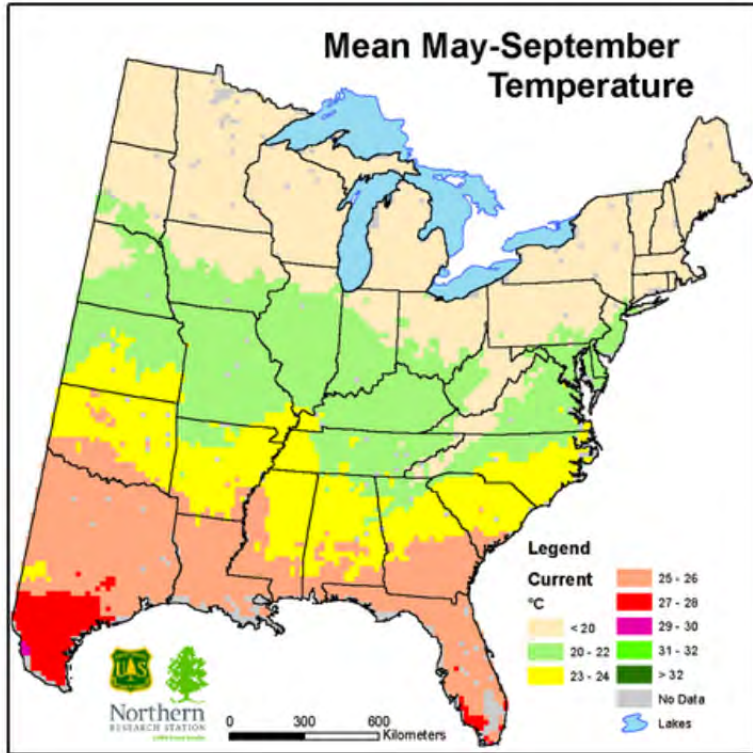 Mean May-September
Temperature
Legend
Current
°C
< 20
20 - 22
23 - 24
25 - 26
27 - 28
29 - 30
31 - 32
> 32
No Data
Lakes
UAS
Northern
RESEARCH STATION
0 300 600
Kilometers